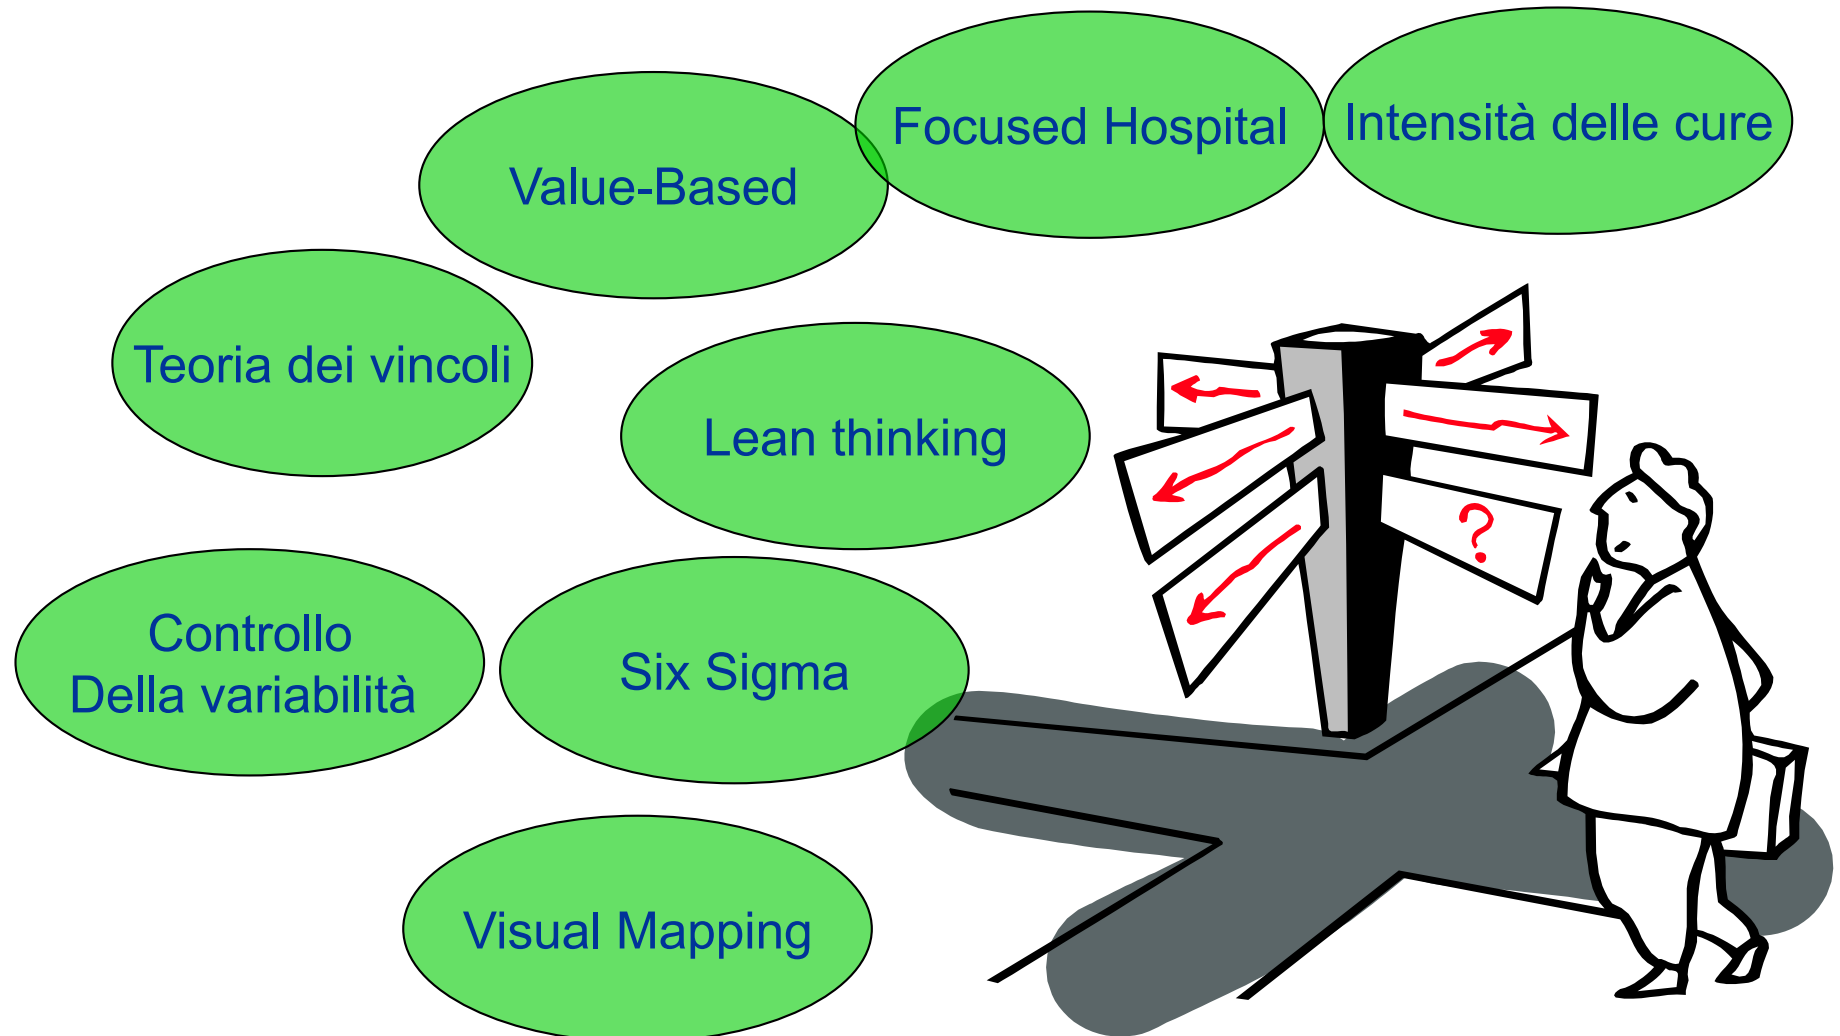 Focused Hospital
Intensità delle cure
Value-Based
Teoria dei vincoli
Lean thinking
?
Controllo
Della variabilità
Six Sigma
Visual Mapping